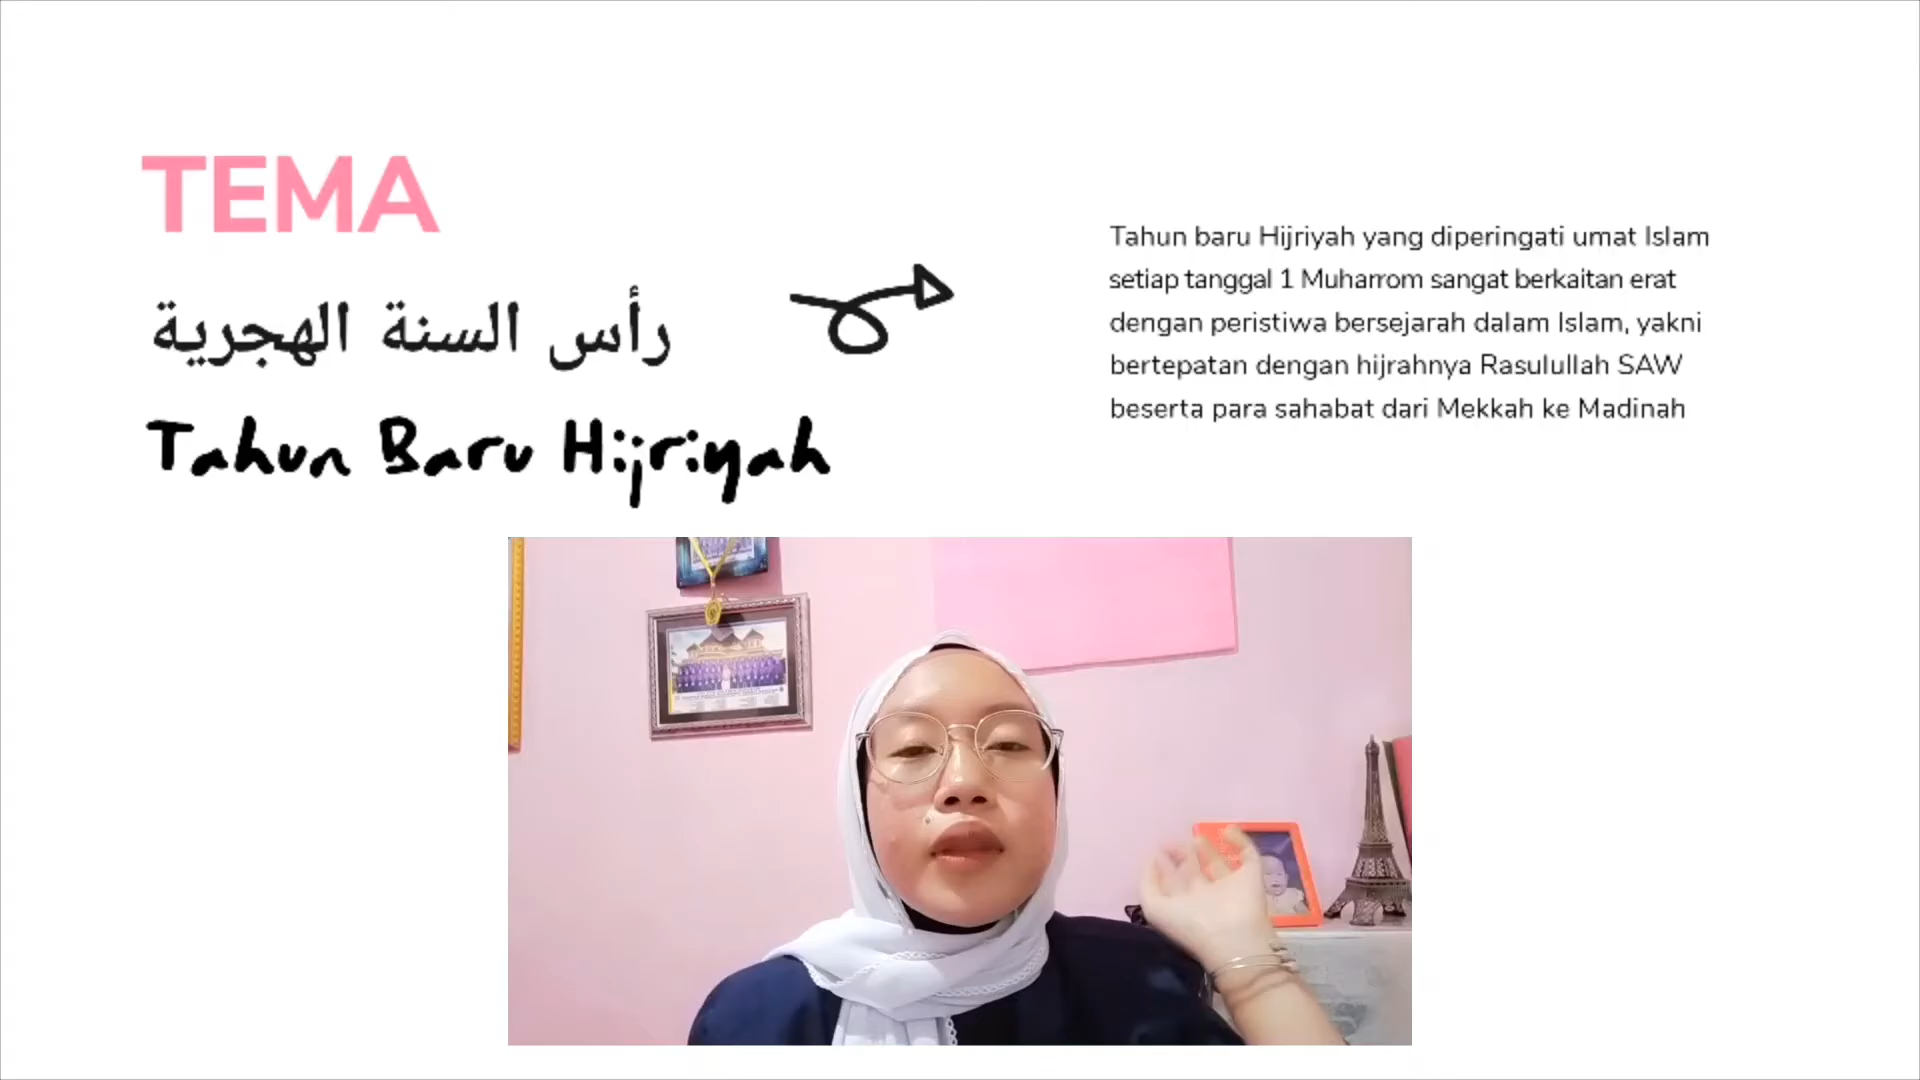 TEMA
رأس السنة الهجرية
Tahun Baru Hijriyah
Tahun baru Hijriyah yang diperingati umat Islam
setiap tanggal 1 Muharrom sangat berkaitan erat
dengan peristiwa bersejarah dalam Islam, yakni
bertepatan dengan hijrahnya Rasulullah SAW
beserta para sahabat dari Mekkah ke Madinah